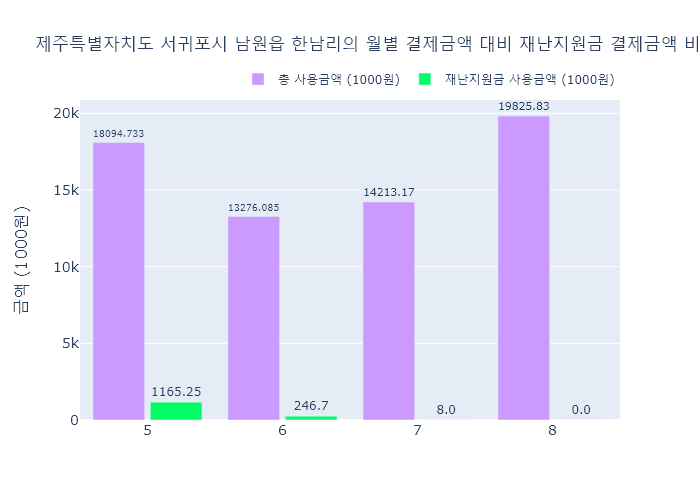 제주특별자치도 서귀포시 남원읍 한남리의 월별 결제금액 대비 재난지원금 결제금액 비
총 사용금액 (1000원)
재난지원금 사용금액 (1000원)
금액 (1000원)
20k
15k
10k
5k
0
18094.733
1165.25
13276.085
246.7
14213.17
8.0
19825.83
0.0
5
6
7
8